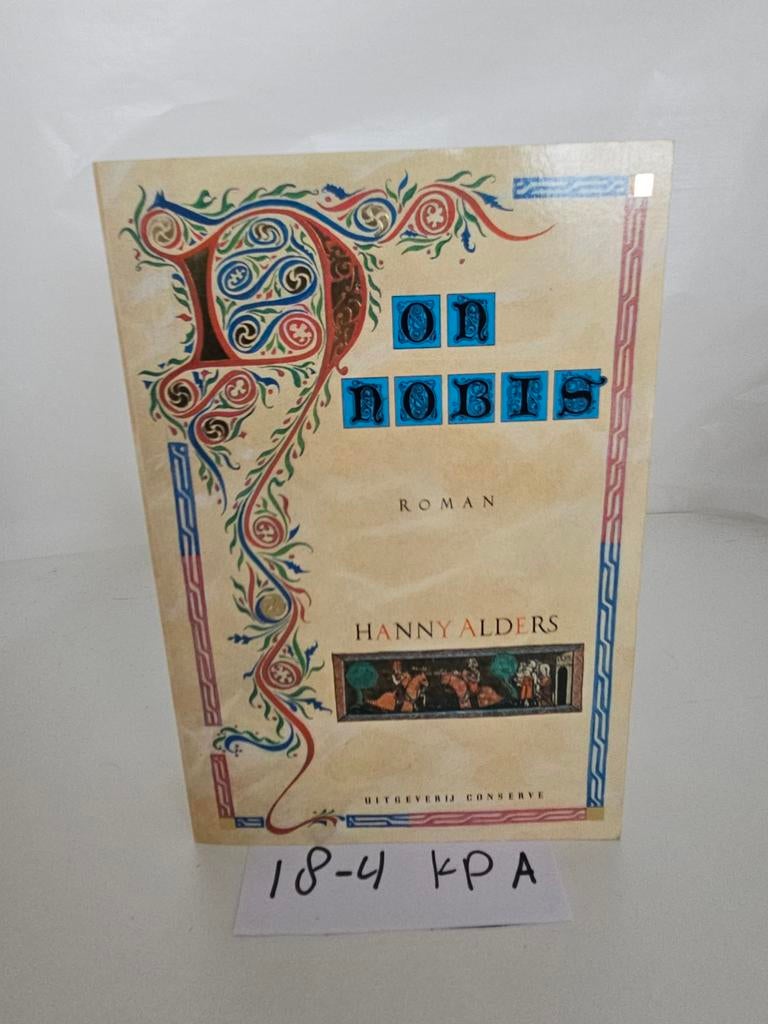 NON
NOBIS
ROMAN
HANNY ALDERS
UITGEVERIJ CONSERVE
18-4 KPA